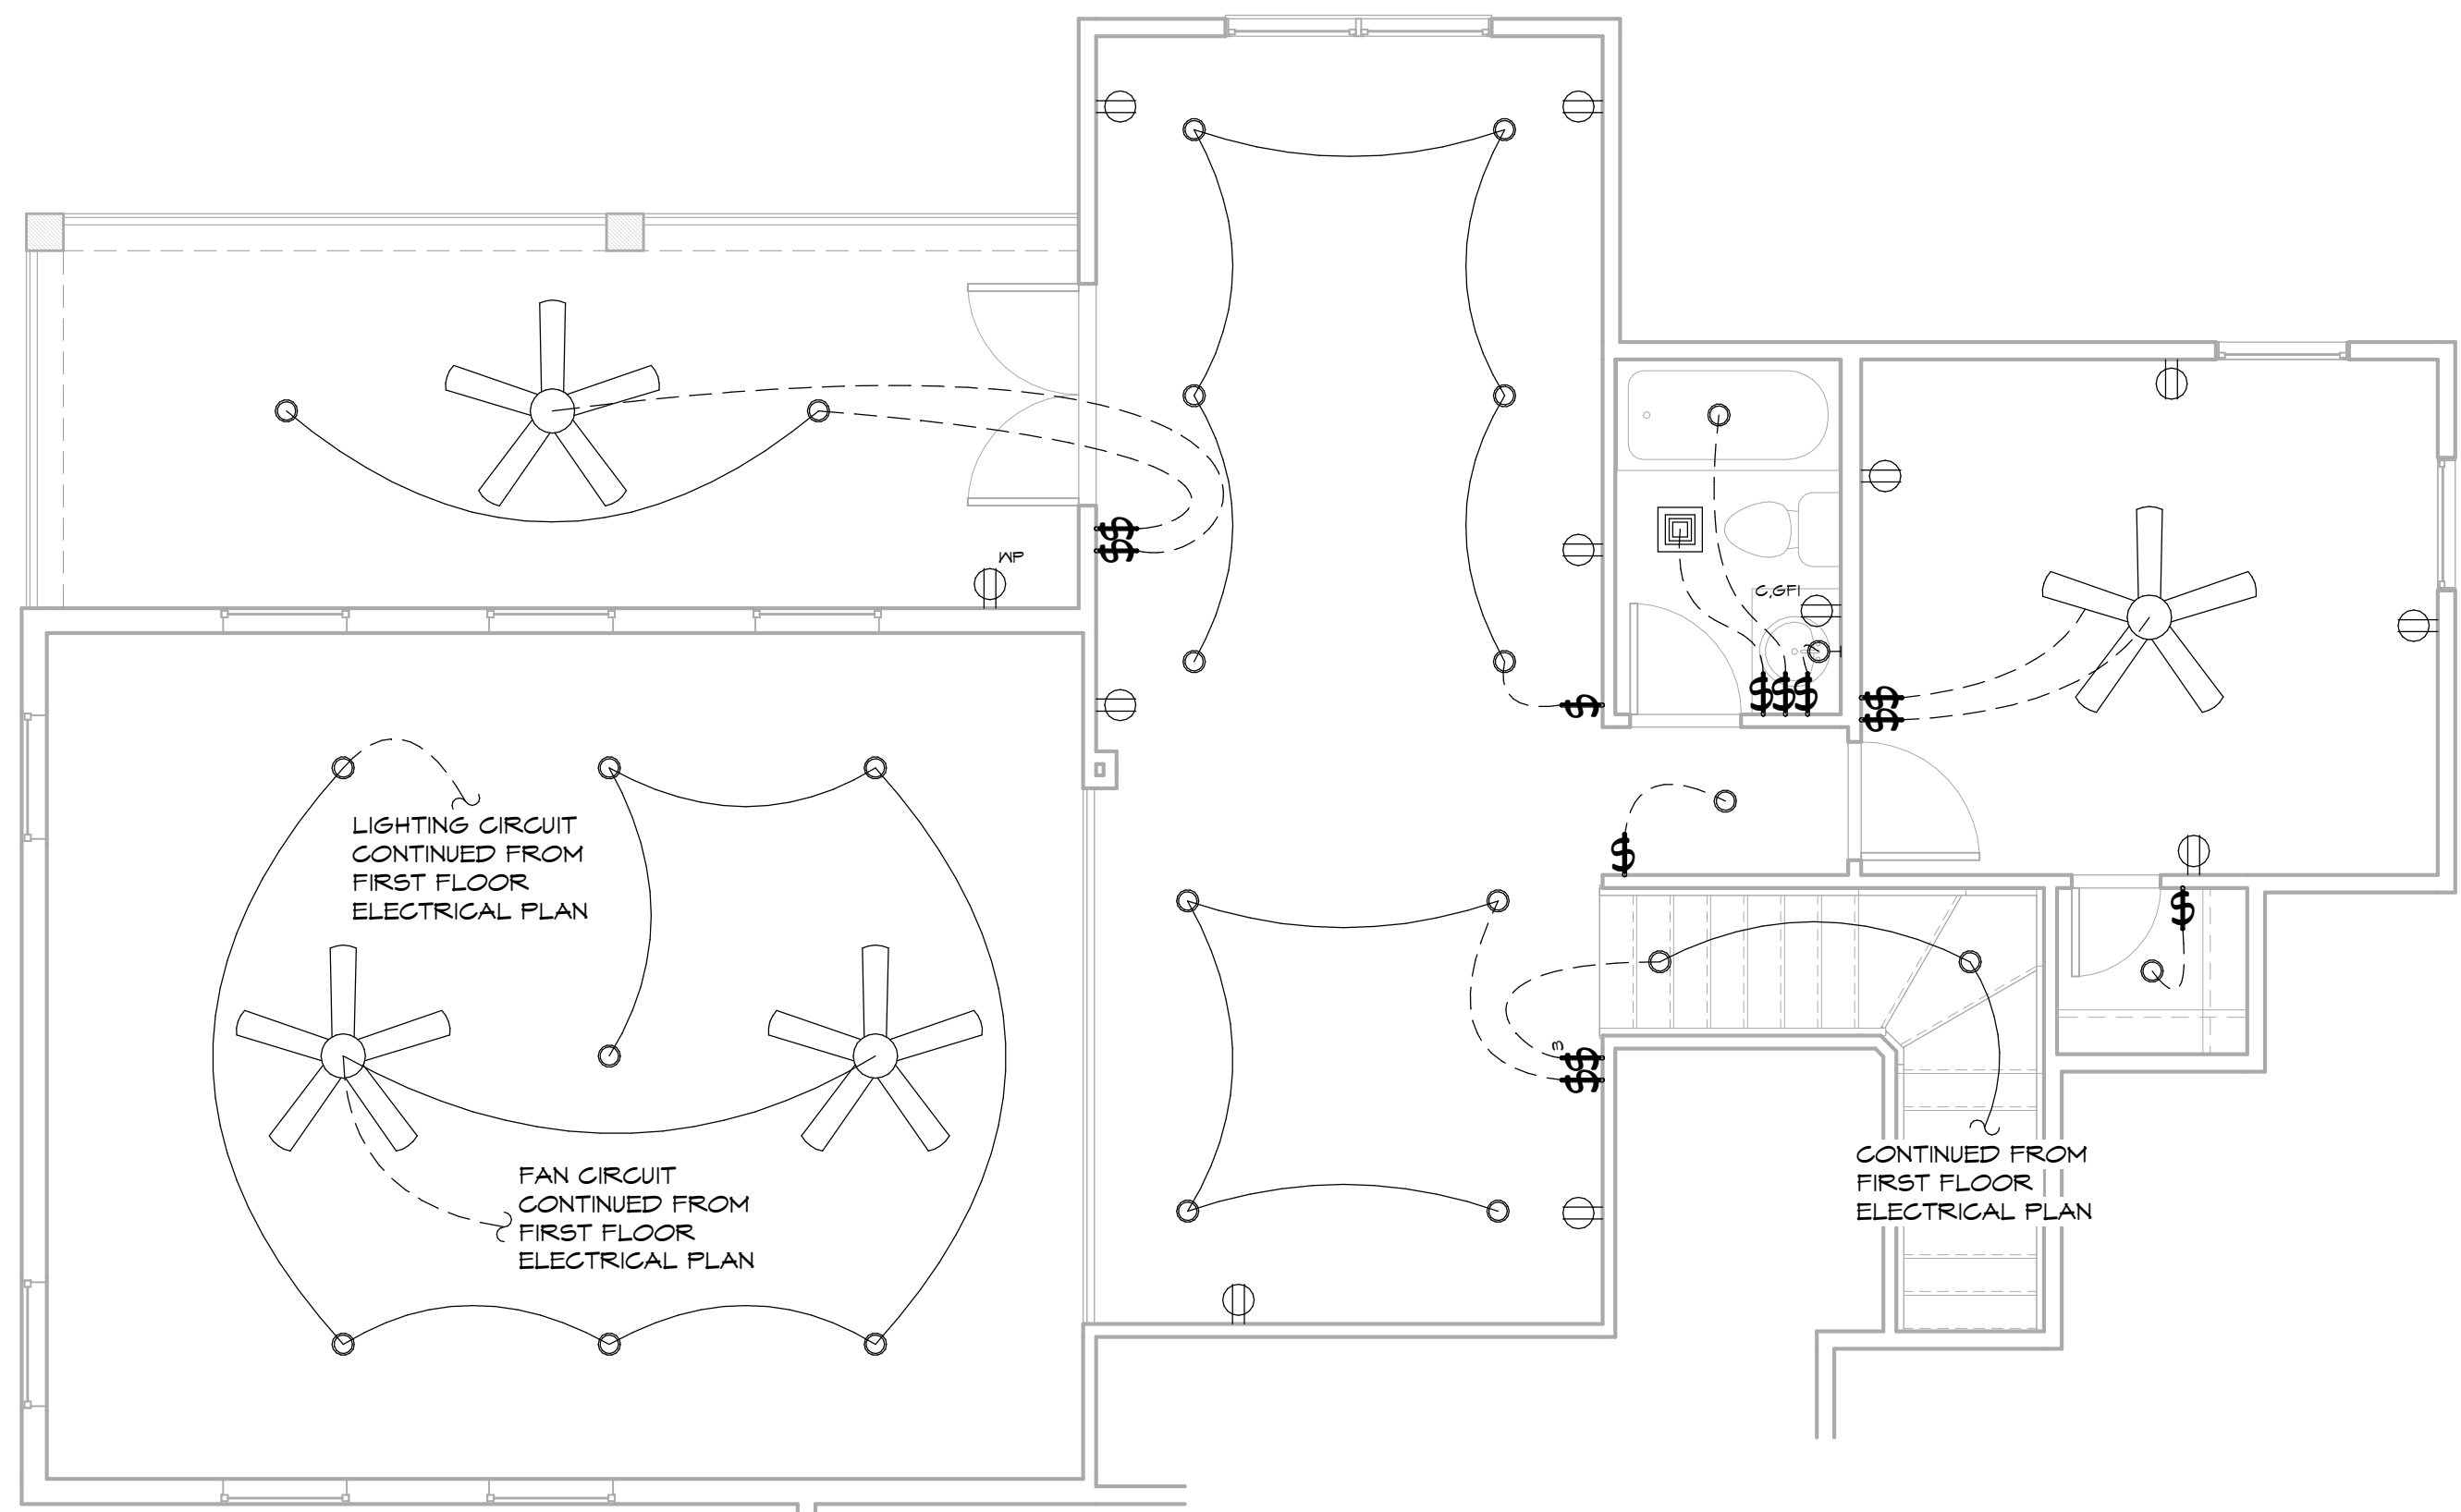 WP
C,GFI
$
$
$
$$$
$
$
$
LIGHTING CIRCUIT
CONTINUED FROM
FIRST FLOOR
ELECTRICAL PLAN
$
$
3
$
$
FAN CIRCUIT
CONTINUED FROM
FIRST FLOOR
ELECTRICAL PLAN
CONTINUED FROM
FIRST FLOOR
ELECTRICAL PLAN